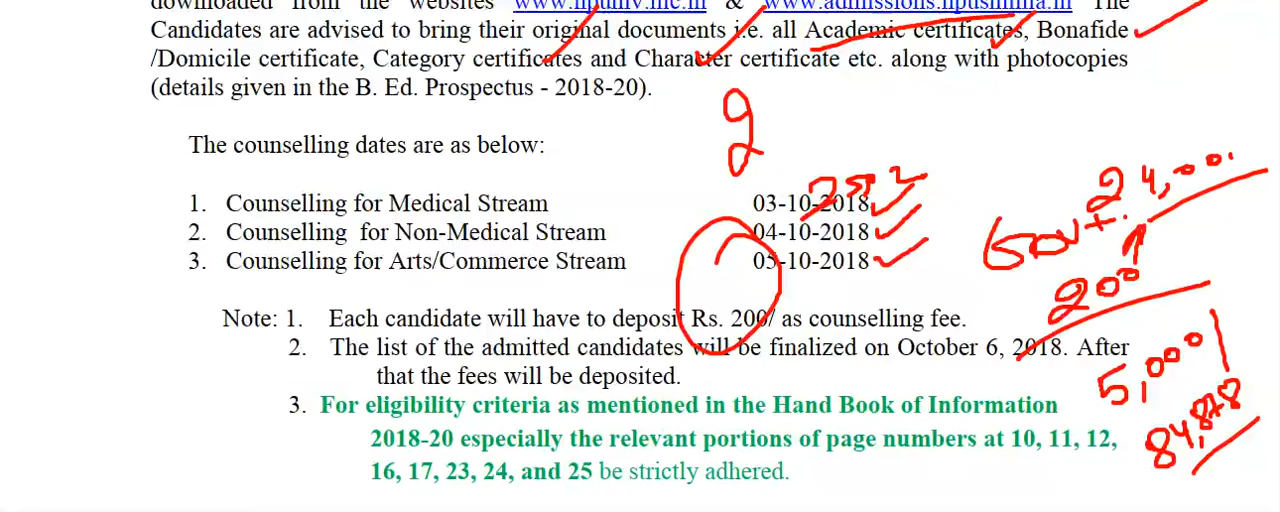 downloaded from the websites www.hpuniv.nic.in & www.admissions.hpushimla.in The
Candidates are advised to bring their original documents i.e. all Academic certificates, Bonafide
/Domicile certificate, Category certificates and Character certificate etc. along with photocopies
(details given in the B. Ed. Prospectus - 2018-20).
2
The counselling dates are as below:
1. Counselling for Medical Stream 03-10-2018
24,000
2. Counselling for Non-Medical Stream 04-10-2018
Gov
3. Counselling for Arts/Commerce Stream 05-10-2018
200
Note: 1. Each candidate will have to deposit Rs. 200/ as counselling fee.
2. The list of the admitted candidates will be finalized on October 6, 2018. After
that the fees will be deposited.
5,000
3. For eligibility criteria as mentioned in the Hand Book of Information
2018-20 especially the relevant portions of page numbers at 10, 11, 12,
16, 17, 23, 24, and 25 be strictly adhered.